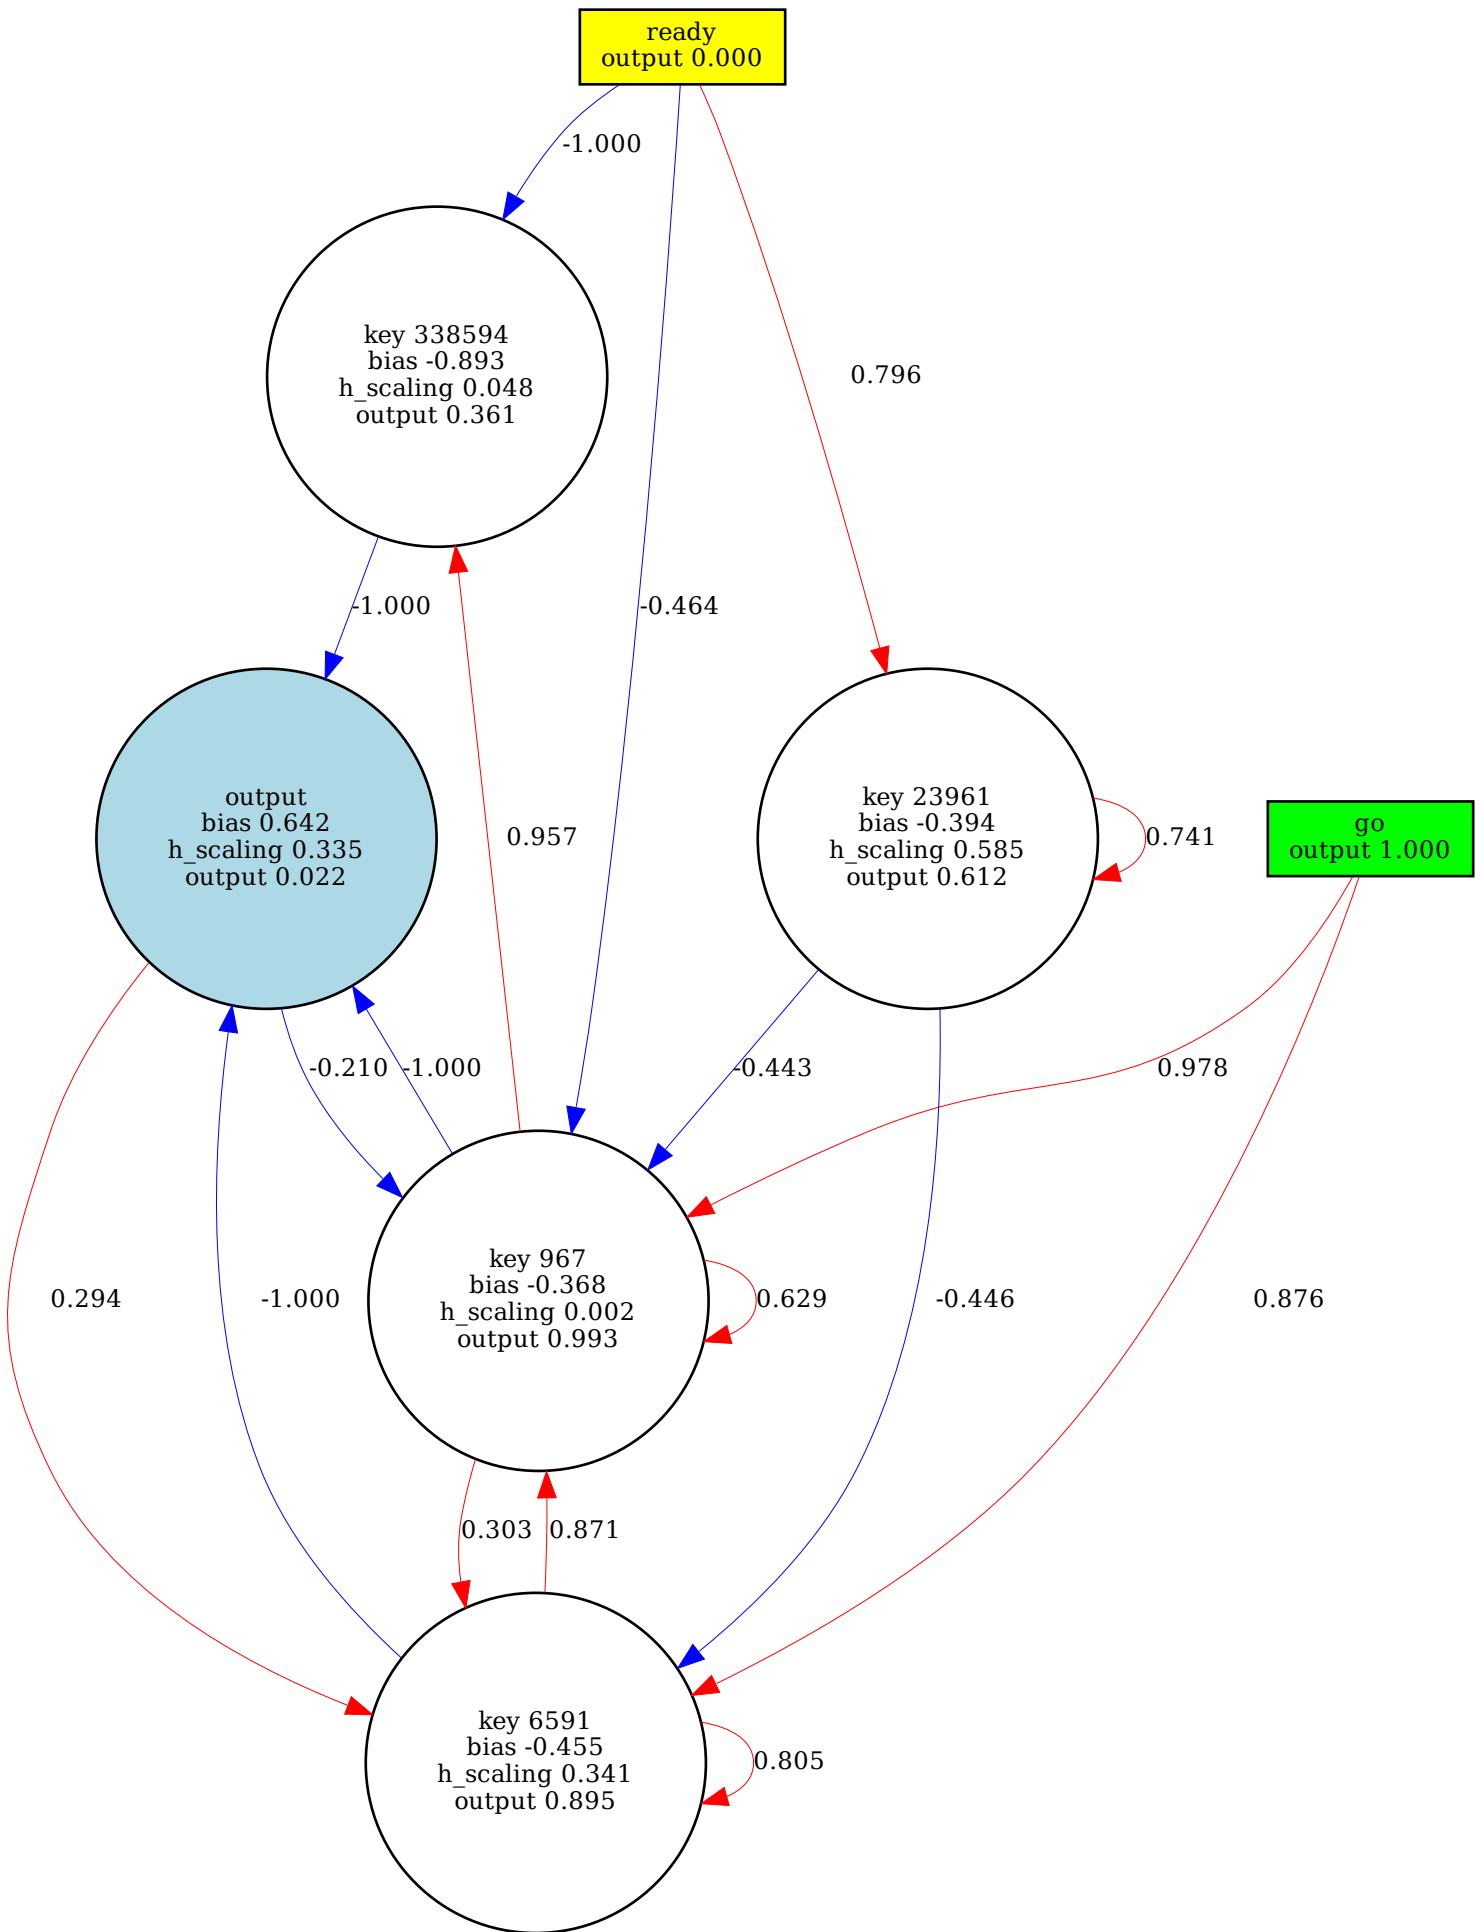 ready
output 0.000
-1.000
key 338594
bias -0.893
h_scaling 0.048
output 0.361
0.796
-1.000
-0.464
output
bias 0.642
h_scaling 0.335
output 0.022
0.957
key 23961
bias -0.394
h_scaling 0.585
output 0.612
0.741
go
output 1.000
-0.210
-1.000
-0.443
0.978
0.294
-1.000
key 967
bias -0.368
h_scaling 0.002
output 0.993
0.629
-0.446
0.876
0.303
0.871
key 6591
bias -0.455
h_scaling 0.341
output 0.895
0.805